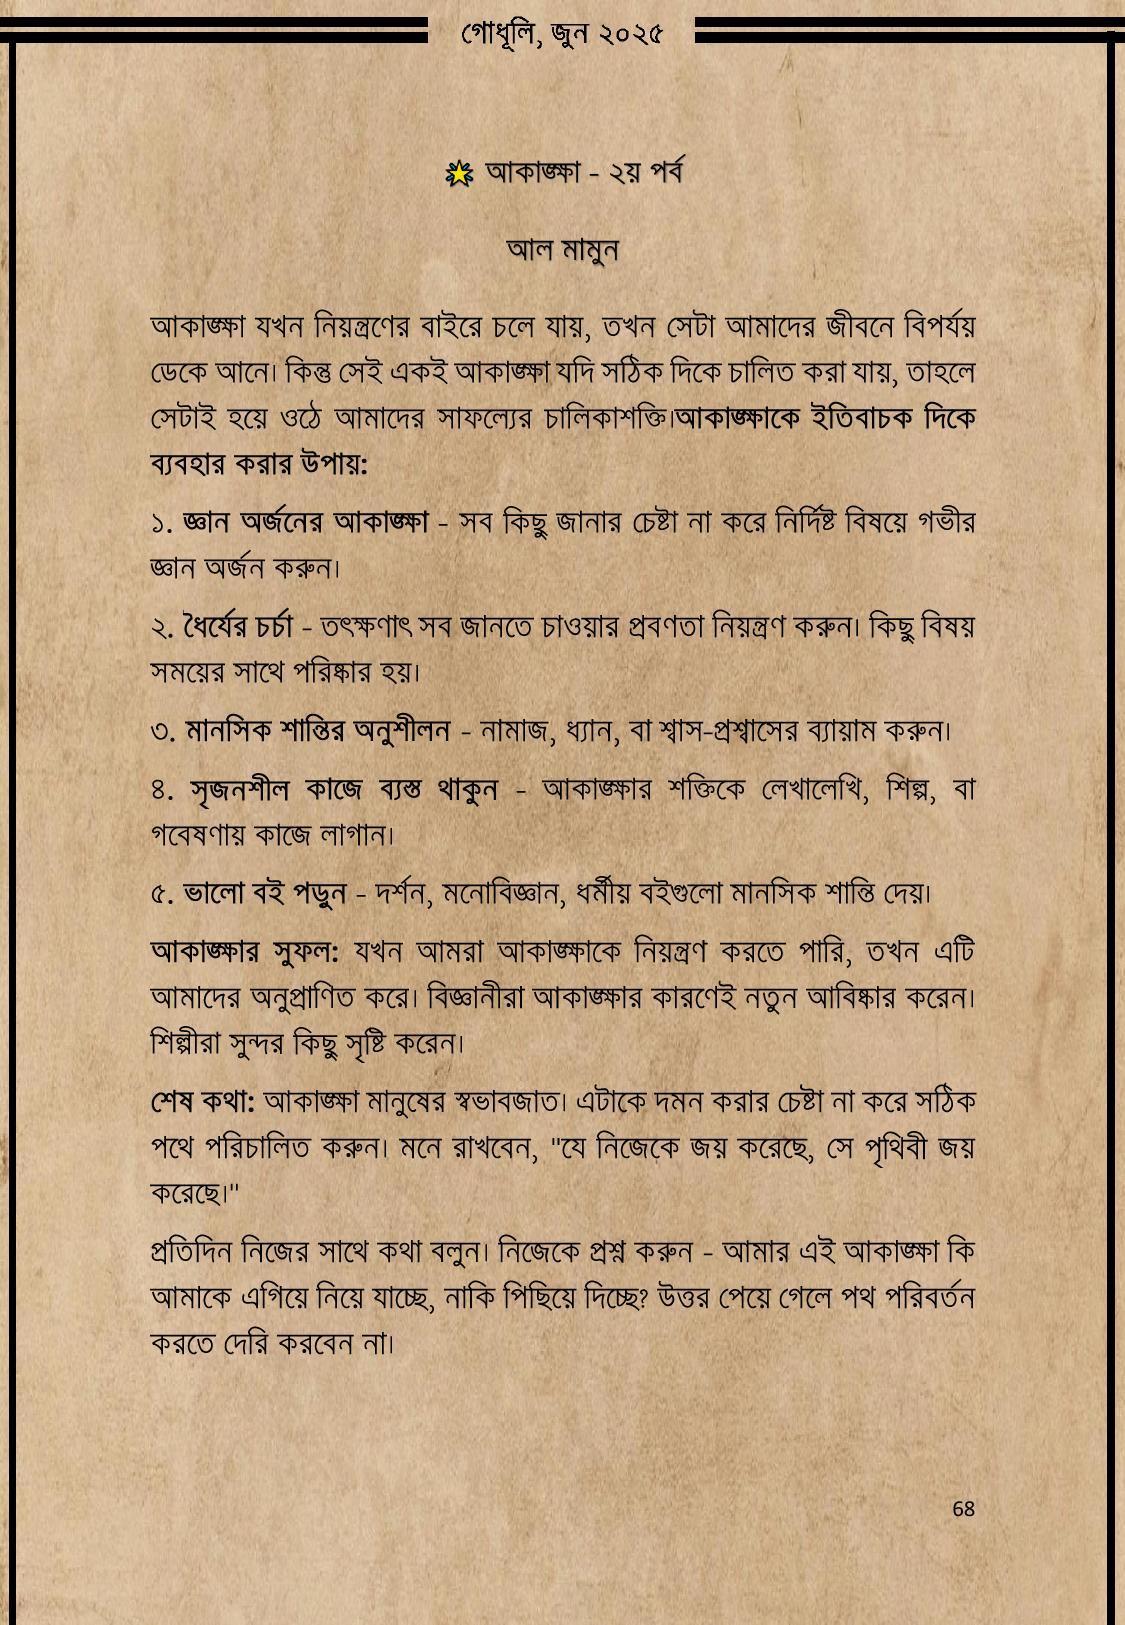 গোধূলি, জুন ২০২৫
আকাঙ্ক্ষা - ২য় পর্ব
আল মামুন
আকাঙ্ক্ষা যখন নিয়ন্ত্রণের বাইরে চলে যায়, তখন সেটা আমাদের জীবনে বিপর্যয়
ডেকে আনে। কিন্তু সেই একই আকাঙ্ক্ষা যদি সঠিক দিকে চালিত করা যায়, তাহলে
সেটাই হয়ে ওঠে আমাদের সাফল্যের চালিকাশক্তি।আকাঙ্ক্ষাকে ইতিবাচক দিকে
ব্যবহার করার উপায়:
১. জ্ঞান অর্জনের আকাঙ্ক্ষা - সব কিছু জানার চেষ্টা না করে নির্দিষ্ট বিষয়ে গভীর
জ্ঞান অর্জন করুন।
২. ধৈর্যের চর্চা - তৎক্ষণাৎ সব জানতে চাওয়ার প্রবণতা নিয়ন্ত্রণ করুন। কিছু বিষয়
সময়ের সাথে পরিষ্কার হয়।
৩. মানসিক শান্তির অনুশীলন - নামাজ, ধ্যান, বা শ্বাস-প্রশ্বাসের ব্যায়াম করুন।
৪. সৃজনশীল কাজে ব্যস্ত থাকুন - আকাঙ্ক্ষার শক্তিকে লেখালেখি, শিল্প, বা
গবেষণায় কাজে লাগান।
৫. ভালো বই পড়ুন - দর্শন, মনোবিজ্ঞান, ধর্মীয় বইগুলো মানসিক শান্তি দেয়।
আকাঙ্ক্ষার সুফল: যখন আমরা আকাঙ্ক্ষাকে নিয়ন্ত্রণ করতে পারি, তখন এটি
আমাদের অনুপ্রাণিত করে। বিজ্ঞানীরা আকাঙ্ক্ষার কারণেই নতুন আবিষ্কার করেন।
শিল্পীরা সুন্দর কিছু সৃষ্টি করেন।
শেষ কথা: আকাঙ্ক্ষা মানুষের স্বভাবজাত। এটাকে দমন করার চেষ্টা না করে সঠিক
পথে পরিচালিত করুন। মনে রাখবেন, "যে নিজেকে জয় করেছে, সে পৃথিবী জয়
করেছে।"
প্রতিদিন নিজের সাথে কথা বলুন। নিজেকে প্রশ্ন করুন - আমার এই আকাঙ্ক্ষা কি
আমাকে এগিয়ে নিয়ে যাচ্ছে, নাকি পিছিয়ে দিচ্ছে? উত্তর পেয়ে গেলে পথ পরিবর্তন
করতে দেরি করবেন না।
68